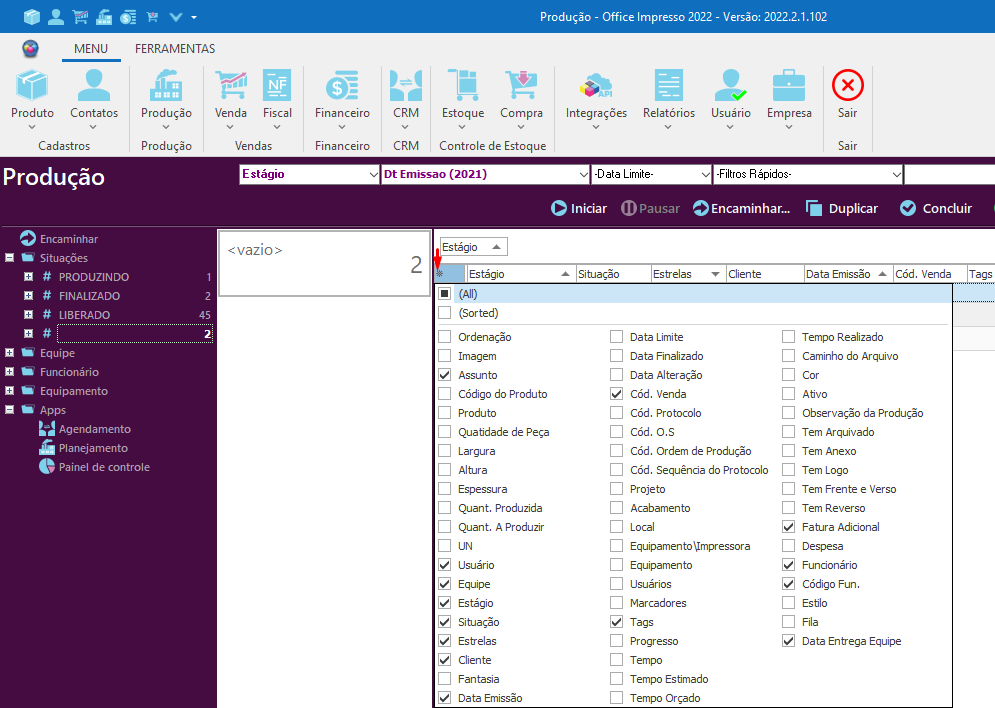 Produção - Office Impresso 2022 - Versão: 2022.2.1.102
MENU FERRAMENTAS
NF API
Produto Contatos Produção Venda Fiscal Financeiro CRM Estoque Compra Integrações Relatórios Usuário Empresa Sair
Cadastros Produção Vendas Financeiro CRM Controle de Estoque Sair
Produção
Estágio Dt Emissao (2021) -Data Limite- -Filtros Rápidos-
Iniciar Pausar Encaminhar... Duplicar Concluir
Encaminhar
Situações
# PRODUZINDO 1
# FINALIZADO 2
# LIBERADO 45
# 2
Equipe
Funcionário
Equipamento
Apps
Agendamento
Planejamento
Painel de controle
<vazio>
2
Estágio
Estágio Situação Estrelas Cliente Data Emissão Cód. Venda Tags
(All)
(Sorted)
Ordenação Data Limite Tempo Realizado
Imagem Data Finalizado Caminho do Arquivo
Assunto Data Alteração Cor
Código do Produto Cód. Venda Ativo
Produto Cód. Protocolo Observação da Produção
Quatidade de Peça Cód. O.S Tem Arquivado
Largura Cód. Ordem de Produção Tem Anexo
Altura Cód. Sequência do Protocolo Tem Logo
Espessura Projeto Tem Frente e Verso
Quant. Produzida Acabamento Tem Reverso
Quant. A Produzir Local Fatura Adicional
UN Equipamento\Impressora Despesa
Usuário Equipamento Funcionário
Equipe Usuários Código Fun.
Estágio Marcadores Estilo
Situação Tags Fila
Estrelas Progresso Data Entrega Equipe
Cliente Tempo
Fantasia Tempo Estimado
Data Emissão Tempo Orçado